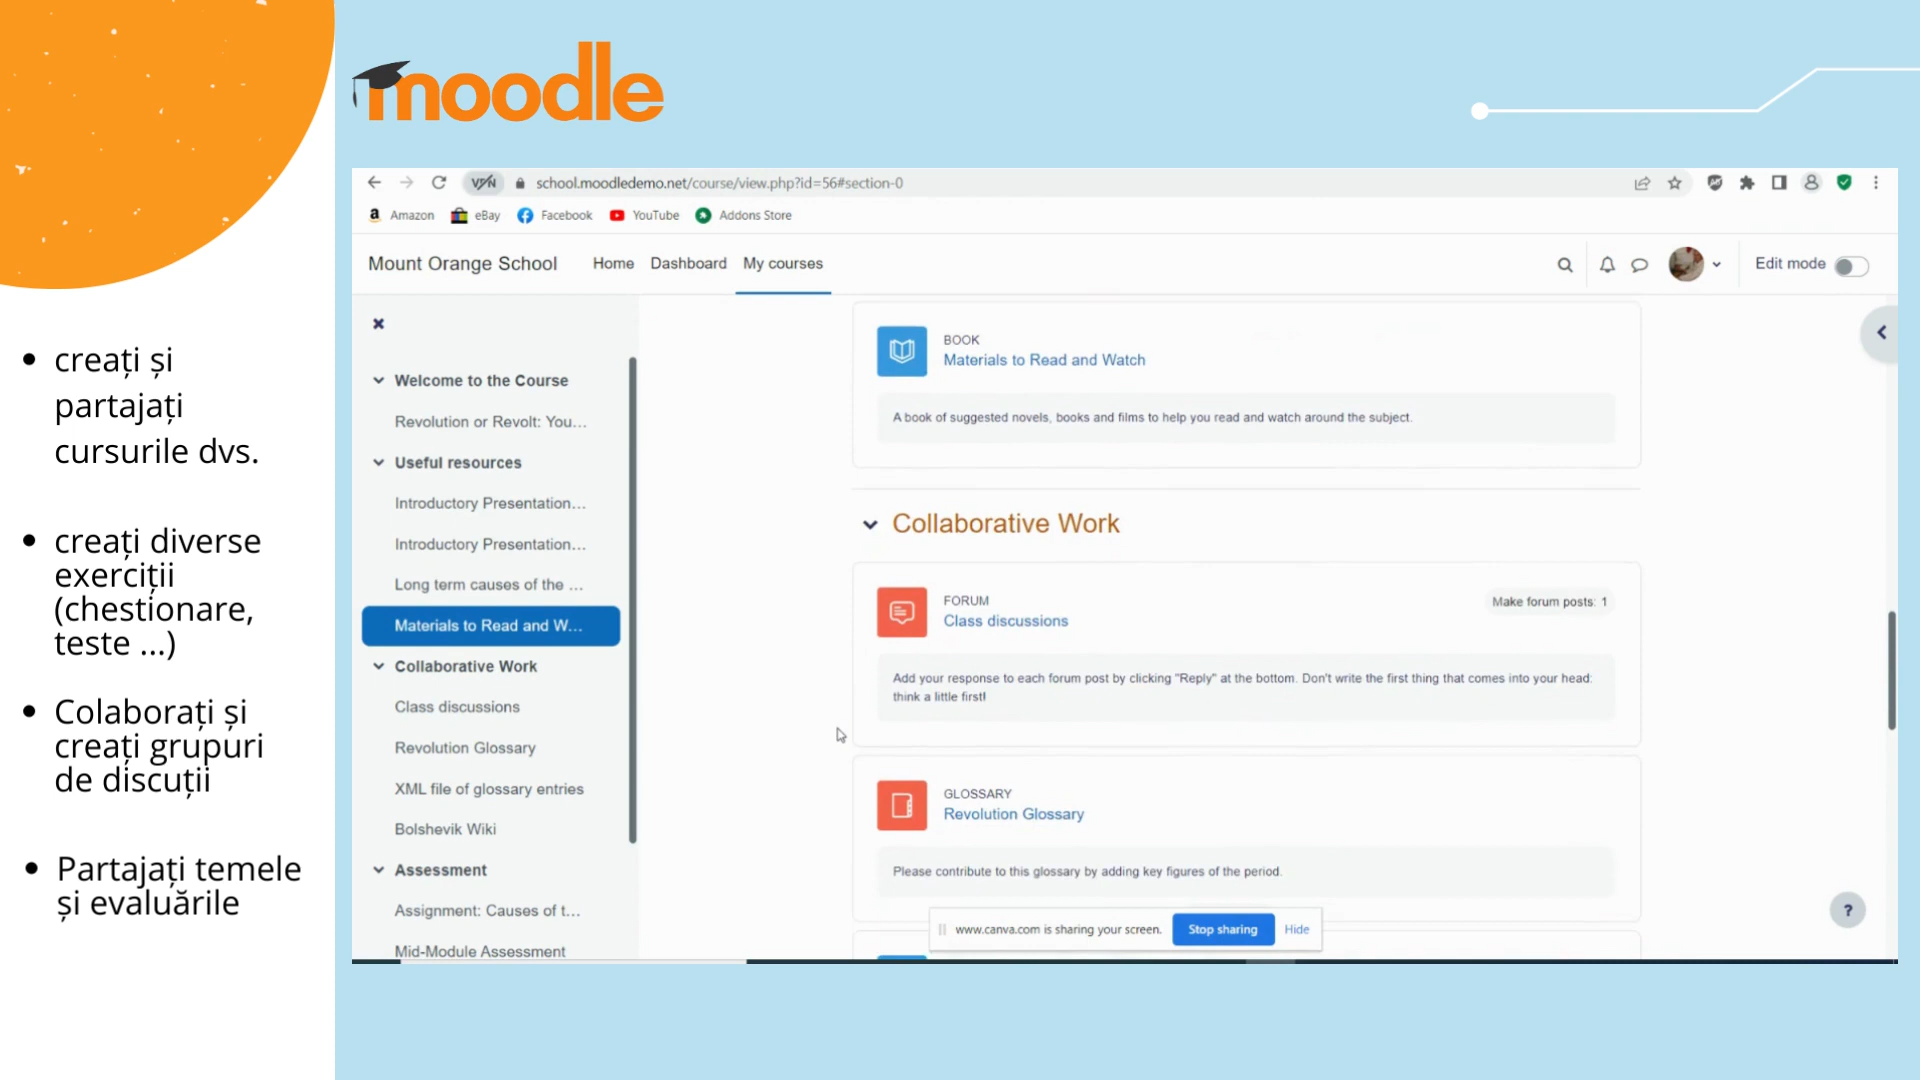 moodle
creați și
partajați
cursurile dvs.
creați diverse
exerciții
(chestionare,
teste ...)
Colaborați și
creați grupuri
de discuții
Partajați temele
și evaluările
VPN
school.moodledemo.net/course/view.php?id=56#section-0
Amazon
eBay
Facebook
YouTube
Addons Store
Mount Orange School
Home
Dashboard
My courses
Edit mode
Welcome to the Course
Revolution or Revolt: You...
Useful resources
Introductory Presentation...
Introductory Presentation...
Long term causes of the ...
Materials to Read and W...
Collaborative Work
Class discussions
Revolution Glossary
XML file of glossary entries
Bolshevik Wiki
Assessment
Assignment: Causes of t...
Mid-Module Assessment
BOOK
Materials to Read and Watch
A book of suggested novels, books and films to help you read and watch around the subject.
Collaborative Work
FORUM
Class discussions
Make forum posts: 1
Add your response to each forum post by clicking "Reply" at the bottom. Don't write the first thing that comes into your head:
think a little first!
GLOSSARY
Revolution Glossary
Please contribute to this glossary by adding key figures of the period.
www.canva.com is sharing your screen.
Stop sharing
Hide
?